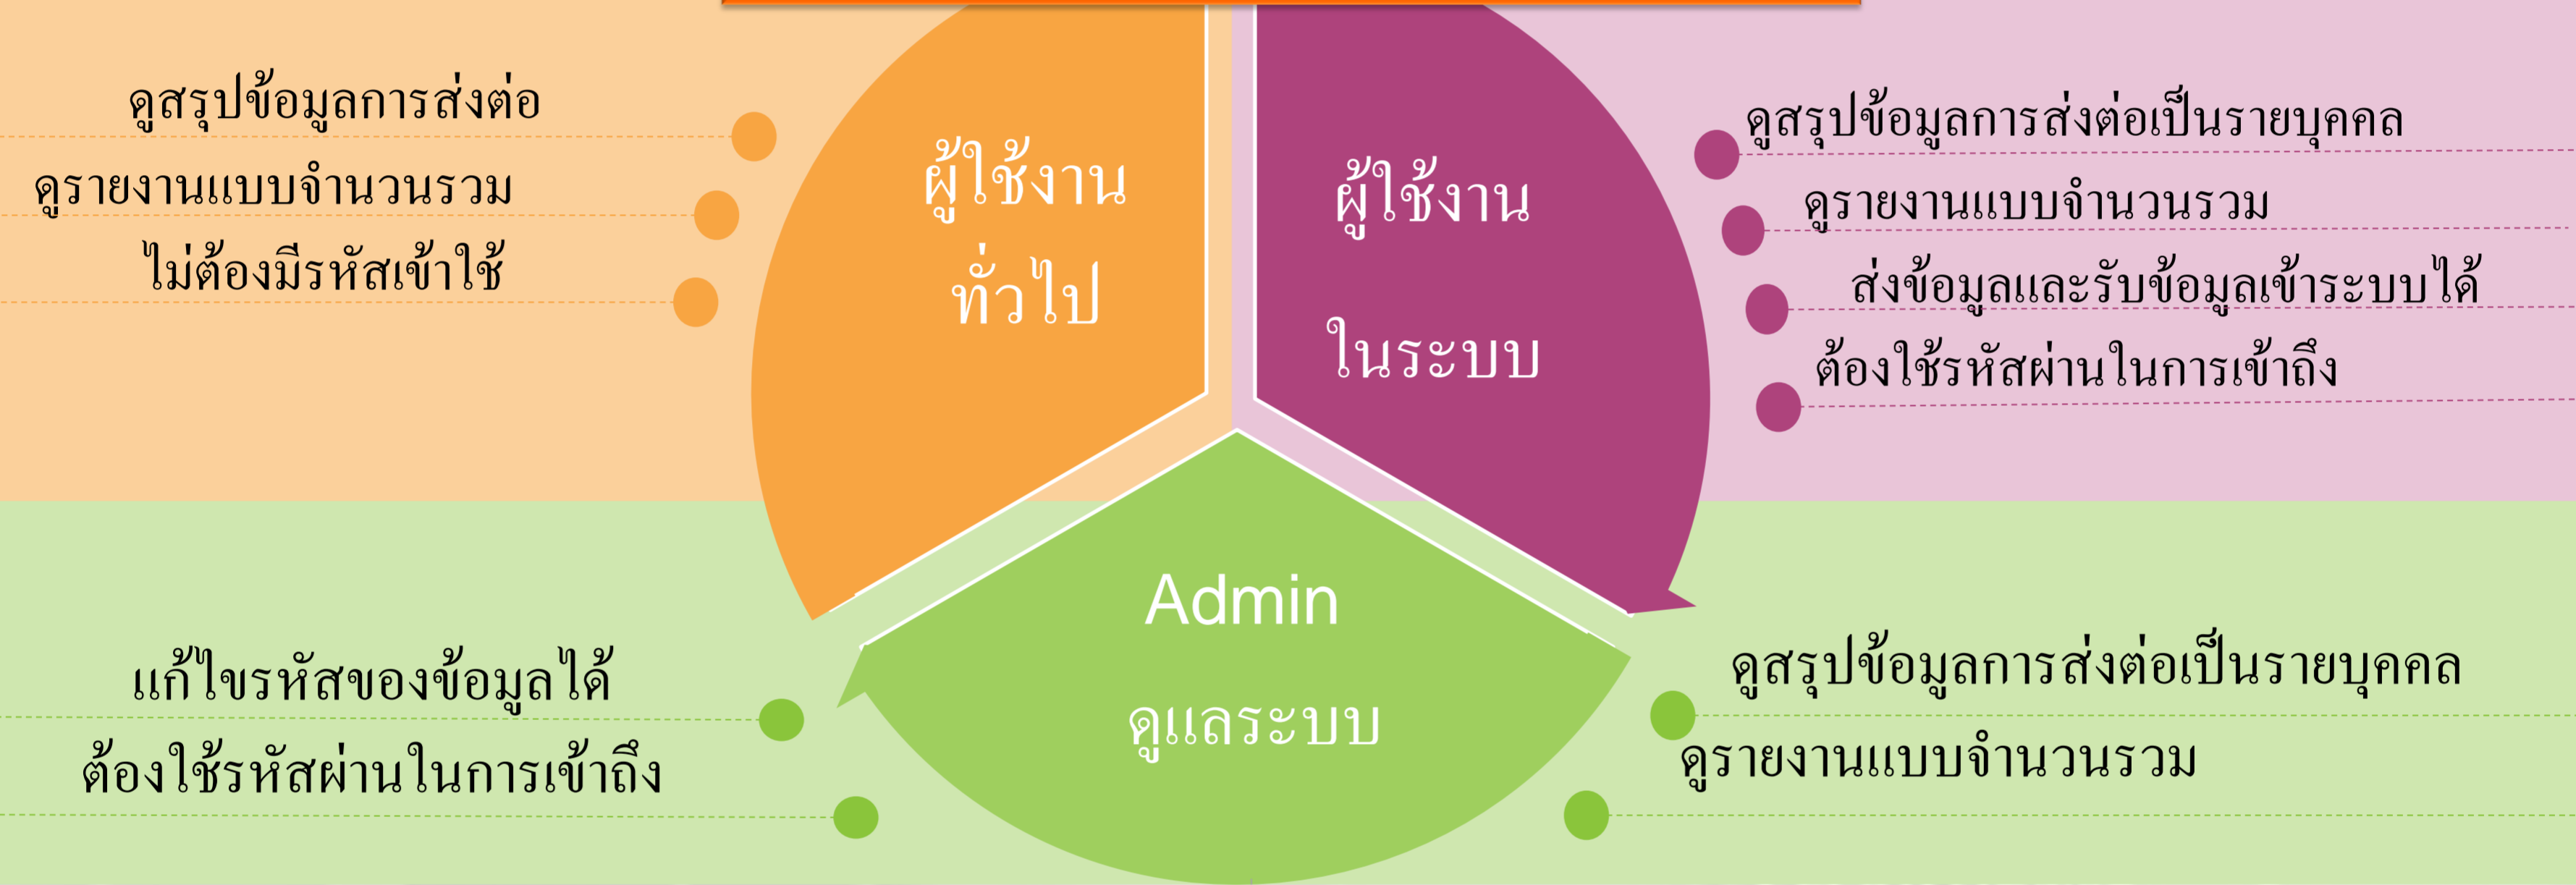 ดูสรุปข้อมูลการส่งต่อ
ดูรายงานแบบจำนวนรวม
ไม่ต้องมีรหัสเข้าใช้
ผู้ใช้งาน
ทั่วไป
ผู้ใช้งาน
ในระบบ
ดูสรุปข้อมูลการส่งต่อเป็นรายบุคคล
ดูรายงานแบบจำนวนรวม
ส่งข้อมูลและรับข้อมูลเข้าระบบได้
ต้องใช้รหัสผ่านในการเข้าถึง
แก้ไขรหัสของข้อมูลได้
ต้องใช้รหัสผ่านในการเข้าถึง
Admin
ดูแลระบบ
ดูสรุปข้อมูลการส่งต่อเป็นรายบุคคล
ดูรายงานแบบจำนวนรวม